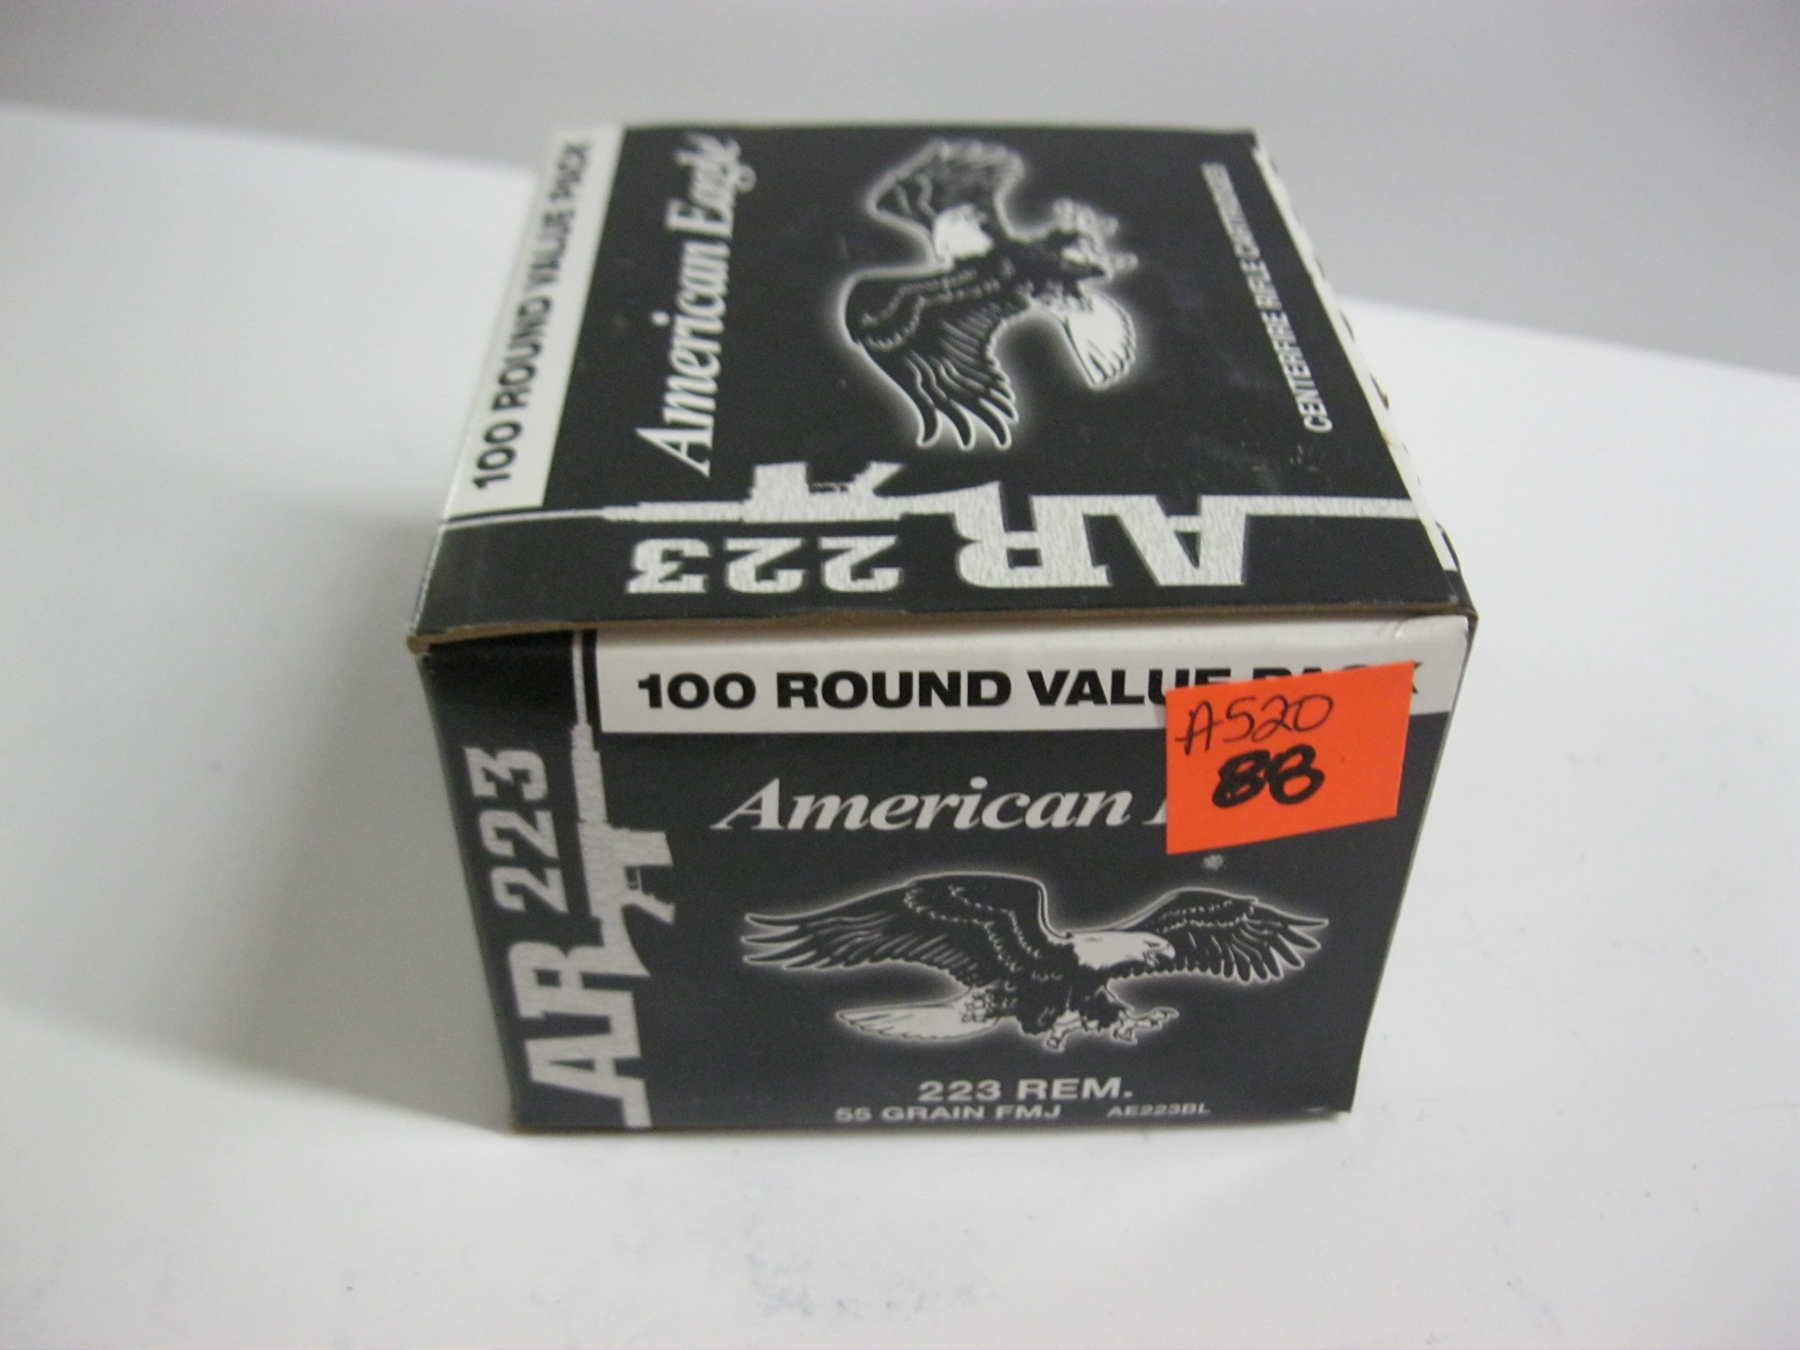 100 ROUND VALUE PACK
American Eagle
CENTERFIRE RIFLE CARTRIDGES
AR 223
100 ROUND VALUE PACK
A520
88
American
AR 223
223 REM.
55 GRAIN FMJ AE223BL